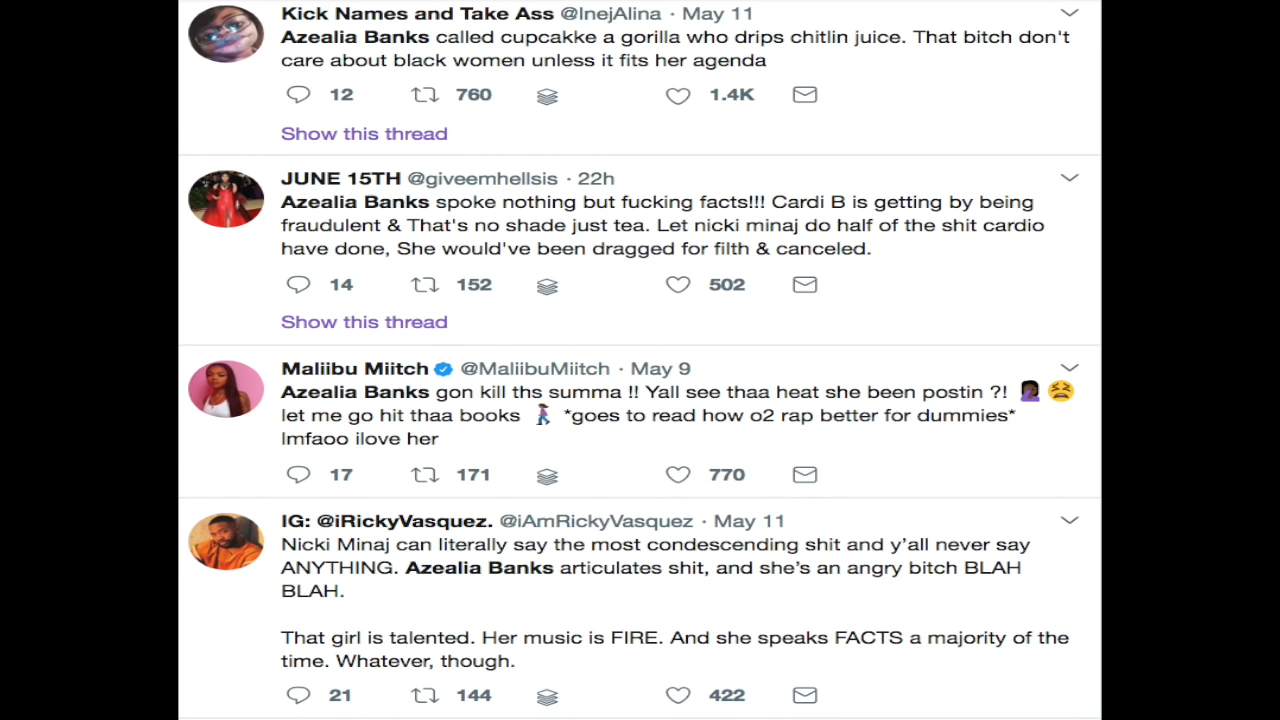 Kick Names and Take Ass @InejAlina · May 11
Azealia Banks called cupcakke a gorilla who drips chitlin juice. That bitch don't
care about black women unless it fits her agenda
12 760 1.4K
Show this thread
JUNE 15TH @giveemhellsis · 22h
Azealia Banks spoke nothing but fucking facts!!! Cardi B is getting by being
fraudulent & That's no shade just tea. Let nicki minaj do half of the shit cardio
have done, She would've been dragged for filth & canceled.
14 152 502
Show this thread
Maliibu Miitch @MaliibuMiitch · May 9
Azealia Banks gon kill ths summa !! Yall see thaa heat she been postin ?! 🤦🏿‍♀️ 😫
let me go hit thaa books 🚶🏽‍♀️ *goes to read how o2 rap better for dummies*
lmfaoo ilove her
17 171 770
IG: @iRickyVasquez. @iAmRickyVasquez · May 11
Nicki Minaj can literally say the most condescending shit and y’all never say
ANYTHING. Azealia Banks articulates shit, and she’s an angry bitch BLAH
BLAH.
That girl is talented. Her music is FIRE. And she speaks FACTS a majority of the
time. Whatever, though.
21 144 422